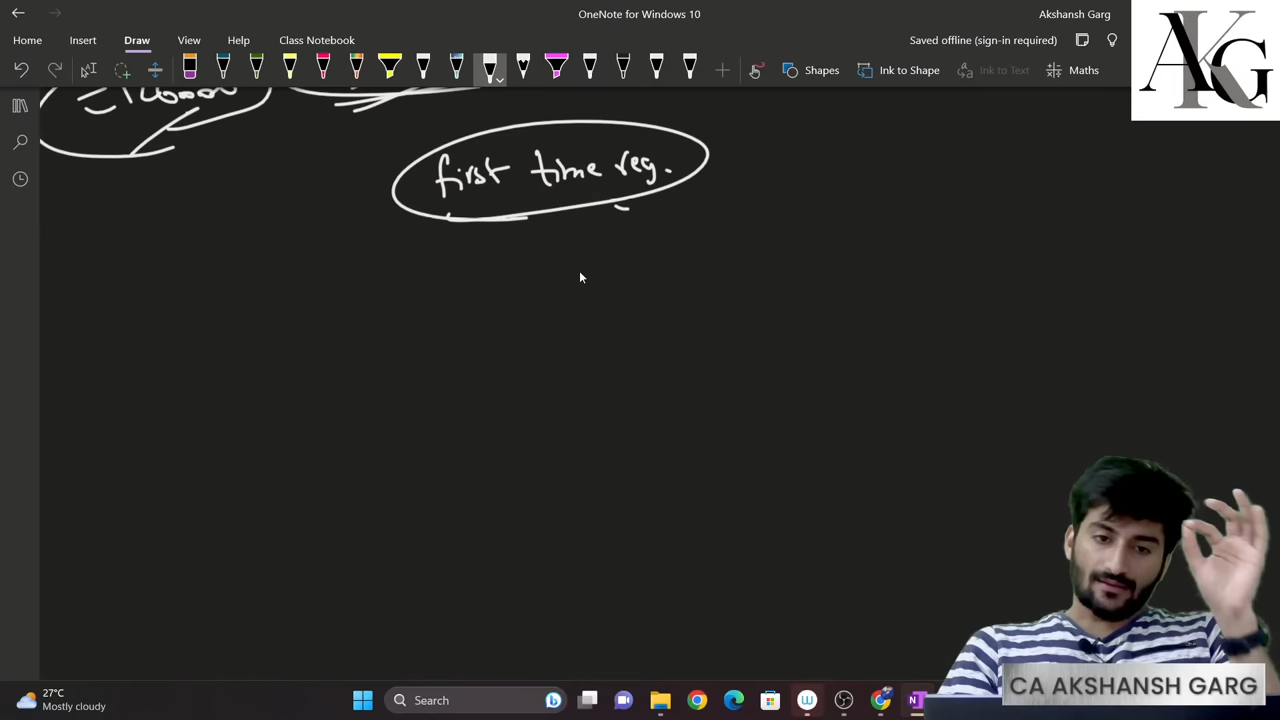 OneNote for Windows 10
Akshansh Garg
AKG
Home Insert Draw View Help Class Notebook
Saved offline (sign-in required)
Shapes Ink to Shape Ink to Text Maths
first time reg.
CA AKSHANSH GARG
27°C
Mostly cloudy
Search